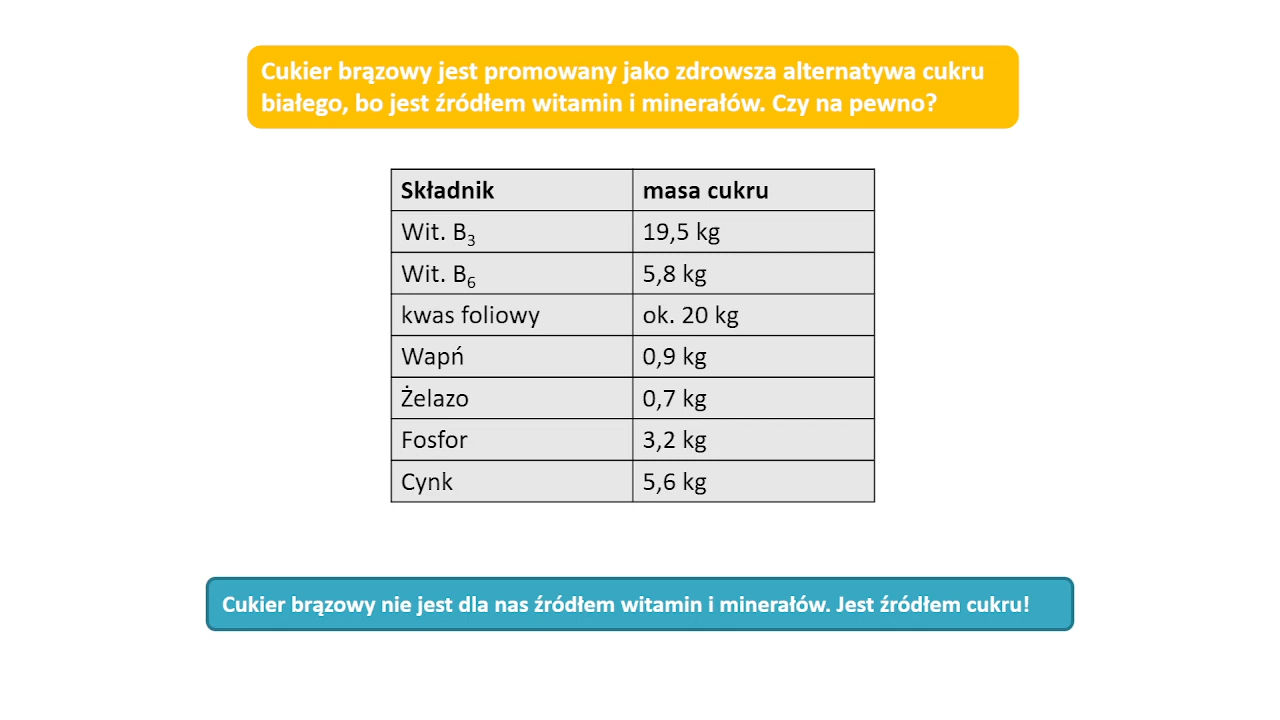 Cukier brązowy jest promowany jako zdrowsza alternatywa cukru
białego, bo jest źródłem witamin i minerałów. Czy na pewno?
Składnik masa cukru
Wit. B₃ 19,5 kg
Wit. B₆ 5,8 kg
kwas foliowy ok. 20 kg
Wapń 0,9 kg
Żelazo 0,7 kg
Fosfor 3,2 kg
Cynk 5,6 kg
Cukier brązowy nie jest dla nas źródłem witamin i minerałów. Jest źródłem cukru!